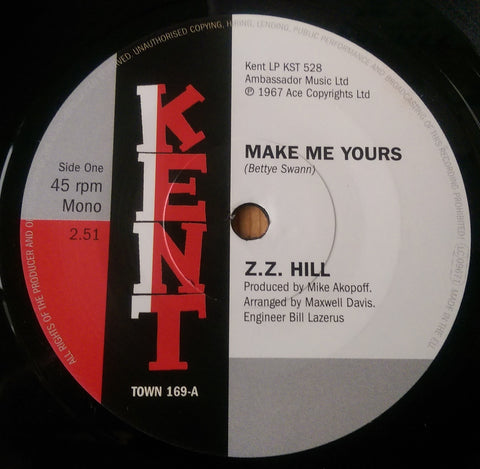 Kent LP KST 528
Ambassador Music Ltd
℗ 1967 Ace Copyrights Ltd
MAKE ME YOURS
(Bettye Swann)
Side One
45 rpm
Mono
2.51
KENT
Z.Z. HILL
Produced by Mike Akopoff.
Arranged by Maxwell Davis.
Engineer Bill Lazerus
TOWN 169-A
ALL RIGHTS OF THE PRODUCER AND
UNAUTHORISED COPYING, HIRING, LENDING, PUBLIC PERFORMANCE AND BROADCASTING OF THIS RECORDING PROHIBITED. MADE IN THE